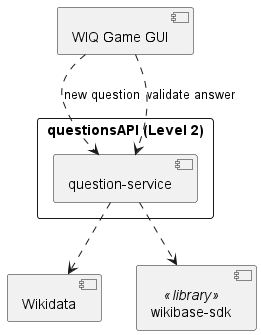 WIQ Game GUI
new question
validate answer
questionsAPI (Level 2)
question-service
Wikidata
«library»
wikibase-sdk